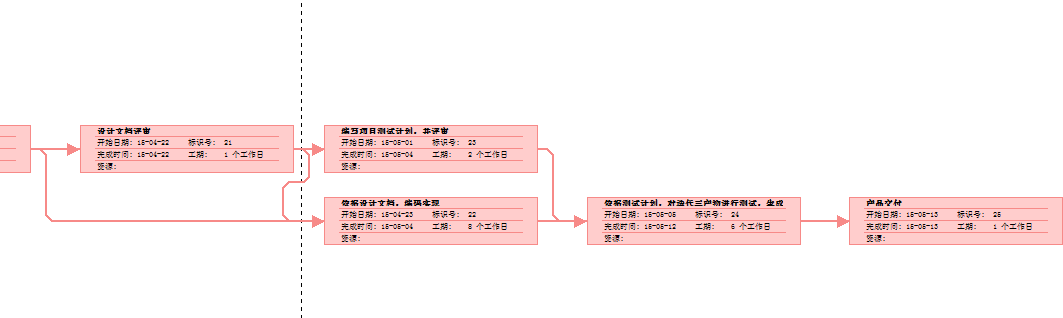 设计文档评审
开始日期: 15-04-22 标识号: 21
完成时间: 15-04-22 工期: 1 个工作日
资源:
编写项目测试计划，并评审
开始日期: 15-05-01 标识号: 23
完成时间: 15-05-04 工期: 2 个工作日
资源:
依据设计文档，编码实现
开始日期: 15-04-23 标识号: 22
完成时间: 15-05-04 工期: 8 个工作日
资源:
依据测试计划，对迭代三产物进行测试，生成
开始日期: 15-05-05 标识号: 24
完成时间: 15-05-12 工期: 6 个工作日
资源:
产品交付
开始日期: 15-05-13 标识号: 25
完成时间: 15-05-13 工期: 1 个工作日
资源: